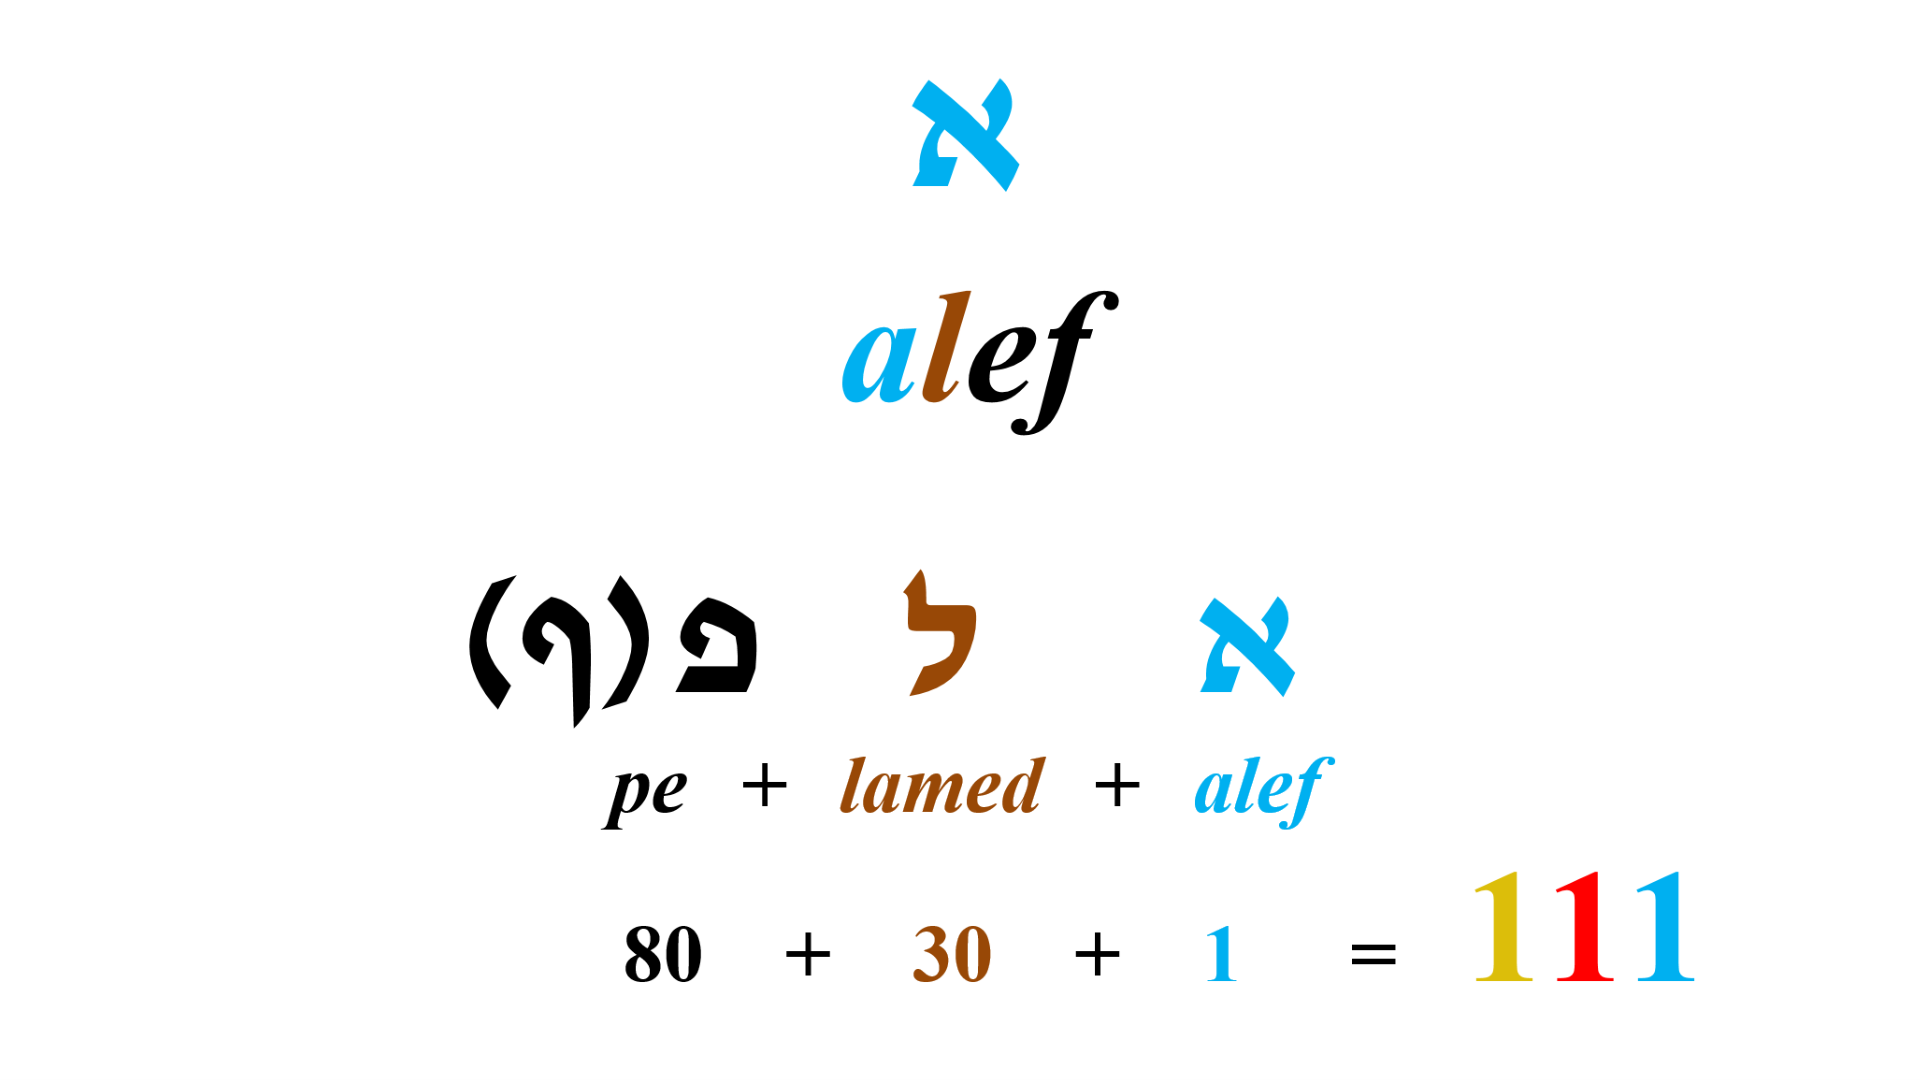 א
alef
א ל פ(ף)
pe + lamed + alef
80 + 30 + 1 = 111